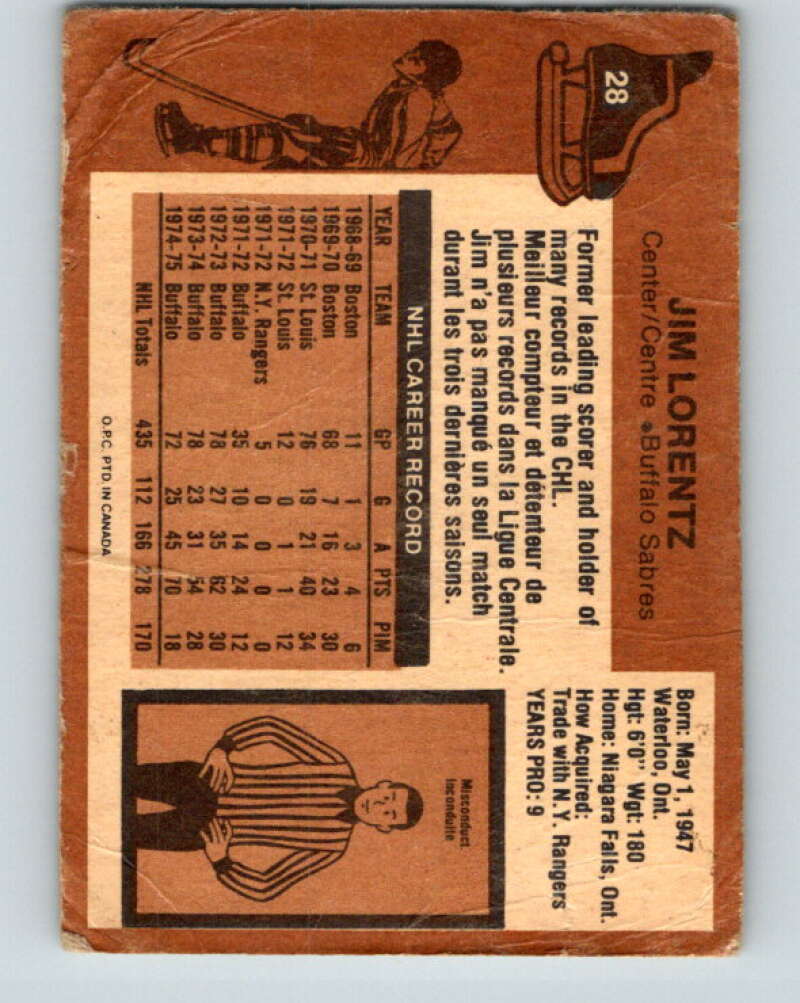 28
JIM LORENTZ
Center/Centre • Buffalo Sabres
Former leading scorer and holder of
many records in the CHL.
Meilleur compteur et détenteur de
plusieurs records dans la Ligue Centrale.
Jim n'a pas manqué un seul match
durant les trois dernières saisons.
Born: May 1, 1947
Waterloo, Ont.
Hgt: 6'0" Wgt: 180
Home: Niagara Falls, Ont.
How Acquired:
Trade with N.Y. Rangers
YEARS PRO: 9
NHL CAREER RECORD
YEAR TEAM GP G A PTS PIM
1968-69 Boston 11 1 3 4 6
1969-70 Boston 68 7 16 23 30
1970-71 St. Louis 76 19 21 40 34
1971-72 St. Louis 12 0 1 1 12
1971-72 N.Y. Rangers 5 0 0 0 0
1971-72 Buffalo 35 10 14 24 12
1972-73 Buffalo 78 27 35 62 30
1973-74 Buffalo 78 23 31 54 28
1974-75 Buffalo 72 25 45 70 18
NHL Totals 435 112 166 278 170
Misconduct
Inconduite
O.P.C. PTD. IN CANADA